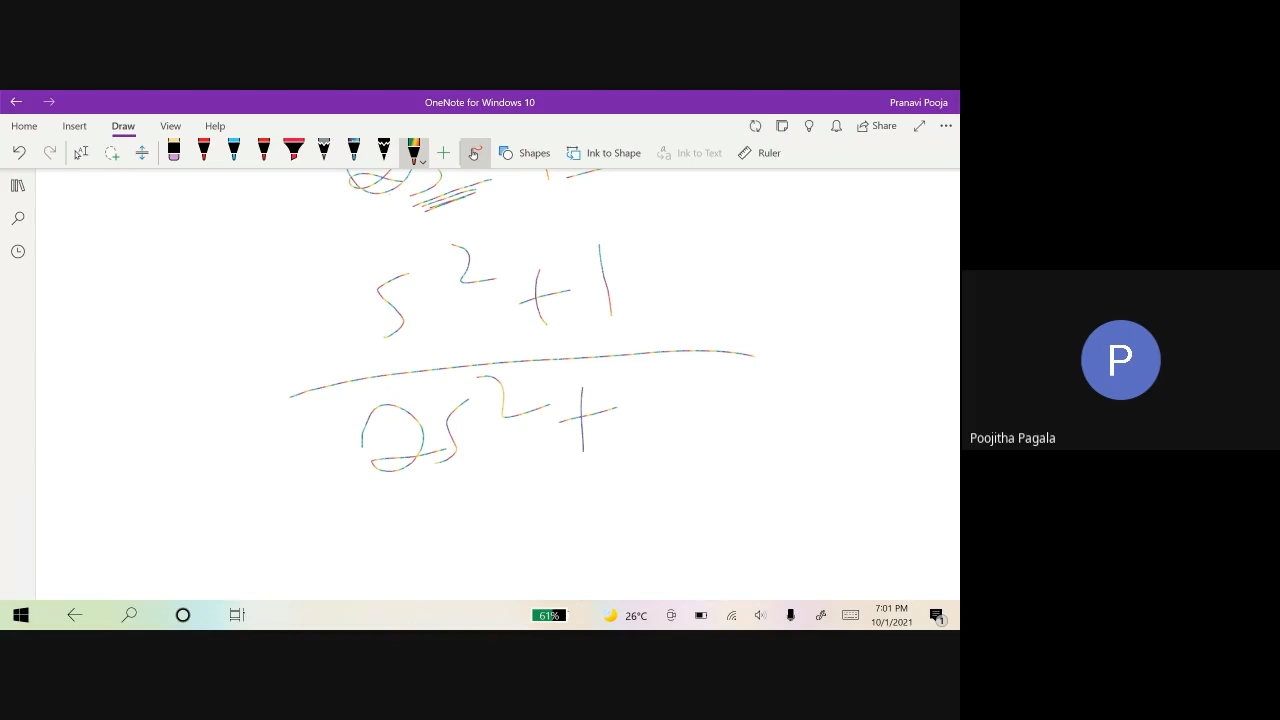 OneNote for Windows 10
Pranavi Pooja
Home Insert Draw View Help
Share
Shapes
Ink to Shape
Ink to Text
Ruler
s² + 1
2s² +
P
Poojitha Pagala
61%
26°C
7:01 PM
10/1/2021
1